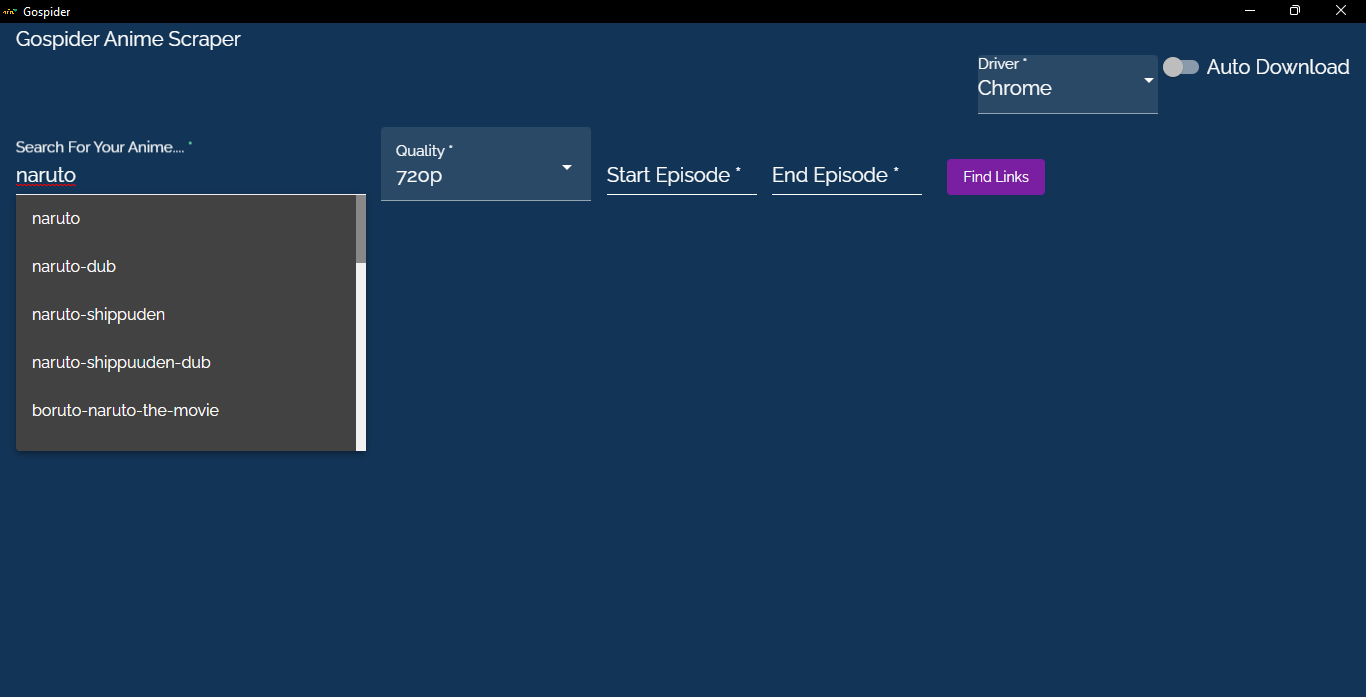 Gospider
Gospider Anime Scraper
Driver *
Chrome
Auto Download
Search For Your Anime.... *
naruto
Quality *
720p
Start Episode *
End Episode *
Find Links
naruto
naruto-dub
naruto-shippuden
naruto-shippuuden-dub
boruto-naruto-the-movie